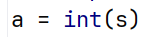 a = int(s)